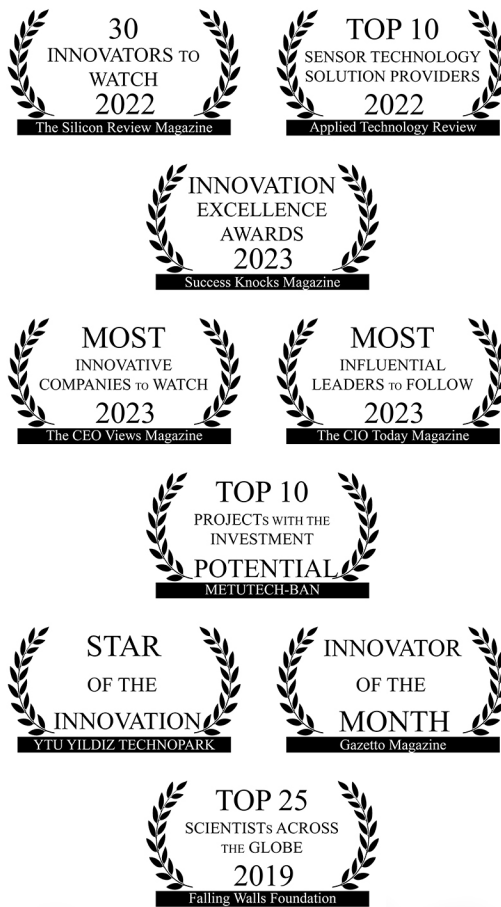 30
INNOVATORS TO
WATCH
2022
The Silicon Review Magazine
TOP 10
SENSOR TECHNOLOGY
SOLUTION PROVIDERS
2022
Applied Technology Review
INNOVATION
EXCELLENCE
AWARDS
2023
Success Knocks Magazine
MOST
INNOVATIVE
COMPANIES TO WATCH
2023
The CEO Views Magazine
MOST
INFLUENTIAL
LEADERS TO FOLLOW
2023
The CIO Today Magazine
TOP 10
PROJECTs WITH THE
INVESTMENT
POTENTIAL
METUTECH-BAN
STAR
OF THE
INNOVATION
YTU YILDIZ TECHNOPARK
INNOVATOR
OF THE
MONTH
Gazetto Magazine
TOP 25
SCIENTISTs ACROSS
THE GLOBE
2019
Falling Walls Foundation